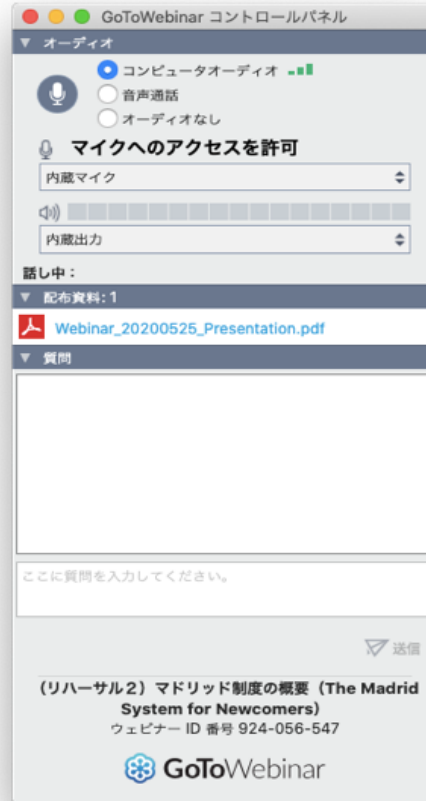 GoToWebinar コントロールパネル
オーディオ
コンピュータオーディオ
音声通話
オーディオなし
マイクへのアクセスを許可
内蔵マイク
内蔵出力
話し中：
配布資料: 1
Webinar_20200525_Presentation.pdf
質問
ここに質問を入力してください。
送信
（リハーサル２）マドリッド制度の概要（The Madrid
System for Newcomers）
ウェビナー ID 番号 924-056-547
GoToWebinar